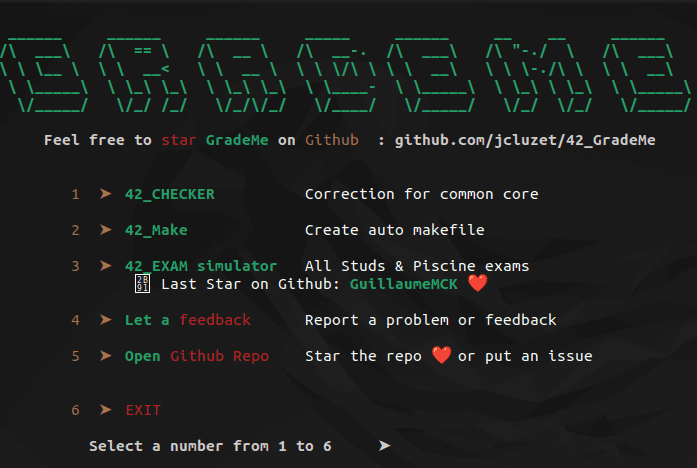 GRADEME
Feel free to star GradeMe on Github : github.com/jcluzet/42_GradeMe
1 ➤ 42_CHECKER Correction for common core
2 ➤ 42_Make Create auto makefile
3 ➤ 42_EXAM simulator All Studs & Piscine exams
2B91 Last Star on Github: GuillaumeMCK ❤️
4 ➤ Let a feedback Report a problem or feedback
5 ➤ Open Github Repo Star the repo ❤️ or put an issue
6 ➤ EXIT
Select a number from 1 to 6 ➤